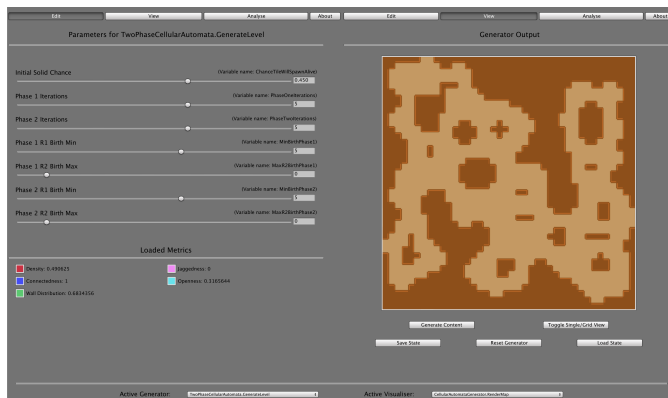 Edit View Analyse About Edit View Analyse About
Parameters for TwoPhaseCellularAutomata.GenerateLevel
Generator Output
Initial Solid Chance (Variable name: ChanceTileWillSpawnAlive)
0.450
Phase 1 Iterations (Variable name: PhaseOneIterations)
5
Phase 2 Iterations (Variable name: PhaseTwoIterations)
5
Phase 1 R1 Birth Min (Variable name: MinBirthPhase1)
5
Phase 1 R2 Birth Max (Variable name: MaxR2BirthPhase1)
0
Phase 2 R1 Birth Min (Variable name: MinBirthPhase2)
5
Phase 2 R2 Birth Max (Variable name: MaxR2BirthPhase2)
0
Loaded Metrics
Density: 0.490625 Jaggedness: 0
Connectedness: 1 Openness: 0.3165644
Wall Distribution: 0.6834356
Generate Content Toggle Single/Grid View
Save State Reset Generator Load State
Active Generator: TwoPhaseCellularAutomata.GenerateLevel Active Visualiser: CellularAutomataGenerator.RenderMap